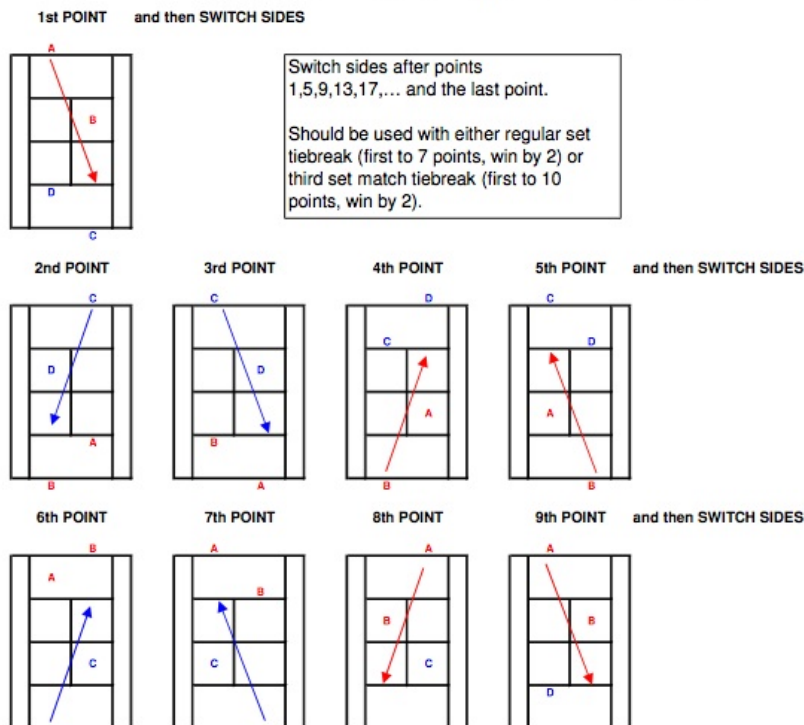 1st POINT and then SWITCH SIDES
A
B
D
C
Switch sides after points
1,5,9,13,17,... and the last point.
Should be used with either regular set
tiebreak (first to 7 points, win by 2) or
third set match tiebreak (first to 10
points, win by 2).
2nd POINT 3rd POINT 4th POINT 5th POINT and then SWITCH SIDES
C C D C
C D
D D
A A
A B
B A B B
6th POINT 7th POINT 8th POINT 9th POINT and then SWITCH SIDES
B A A A
A B
B B
C C C
D